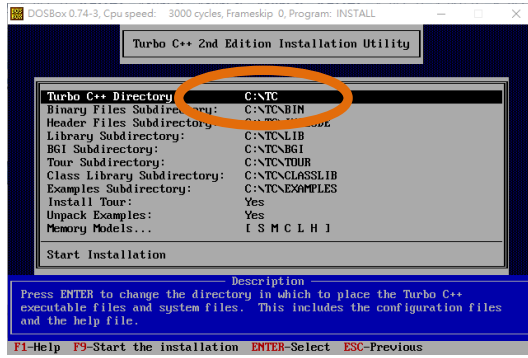 DOSBox 0.74-3, Cpu speed:    3000 cycles, Frameskip  0, Program:  INSTALL
Turbo C++ 2nd Edition Installation Utility
Turbo C++ Directory: C:\TC
Binary Files Subdirectory: C:\TC\BIN
Header Files Subdirectory:
Library Subdirectory: C:\TC\LIB
BGI Subdirectory: C:\TC\BGI
Tour Subdirectory: C:\TC\TOUR
Class Library Subdirectory: C:\TC\CLASSLIB
Examples Subdirectory: C:\TC\EXAMPLES
Install Tour: Yes
Unpack Examples: Yes
Memory Models... [ S M C L H ]
Start Installation
Description
Press ENTER to change the directory in which to place the Turbo C++
executable files and system files.  This includes the configuration files
and the help file.
F1-Help  F9-Start the installation  ENTER-Select  ESC-Previous